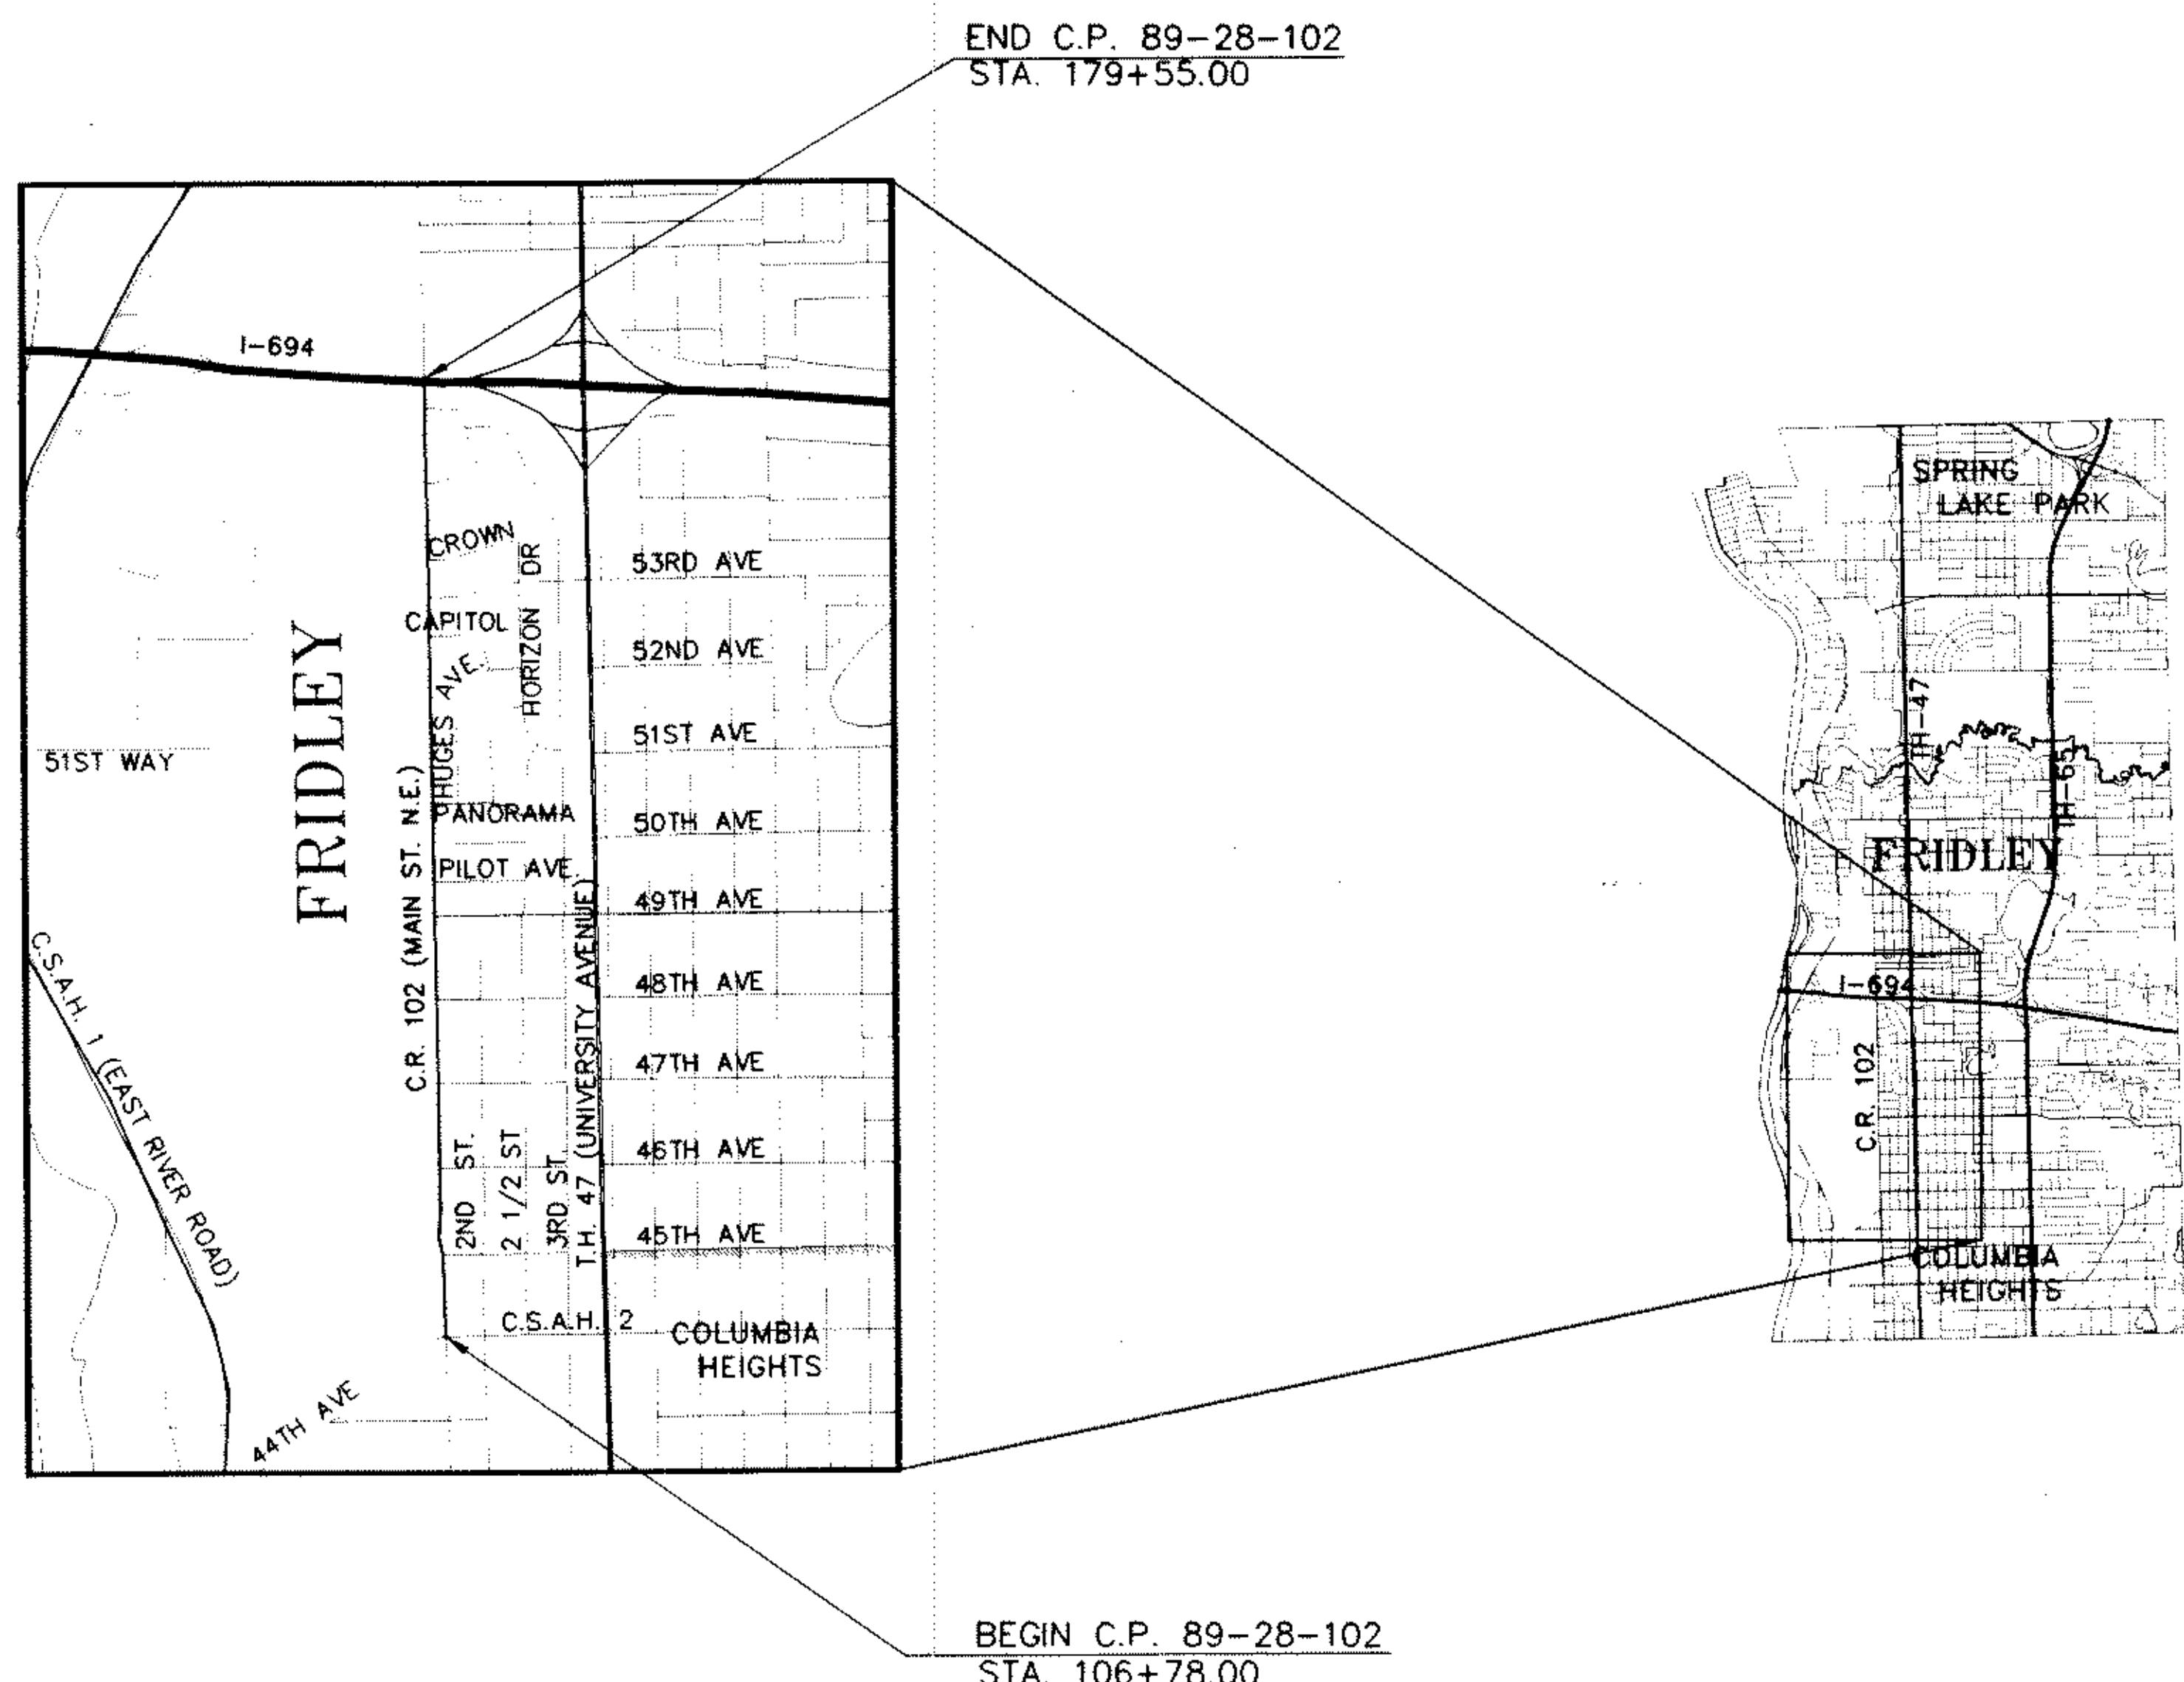 END C.P. 89-28-102
STA. 179+55.00
I-694
CROWN
HORIZON DR
53RD AVE
CAPITOL
52ND AVE
HUGES AVE.
51ST AVE
51ST WAY
FRIDLEY
C.R. 102 (MAIN ST. N.E.)
PANORAMA
50TH AVE
PILOT AVE.
49TH AVE
T.H. 47 (UNIVERSITY AVENUE)
48TH AVE
C.S.A.H. 1 (EAST RIVER ROAD)
47TH AVE
2ND ST.
2 1/2 ST
3RD ST.
46TH AVE
45TH AVE
C.S.A.H. 2
COLUMBIA
HEIGHTS
44TH AVE
BEGIN C.P. 89-28-102
STA. 106+78.00
SPRING
LAKE PARK
TH-47
TH-65
FRIDLEY
I-694
C.R. 102
COLUMBIA
HEIGHTS